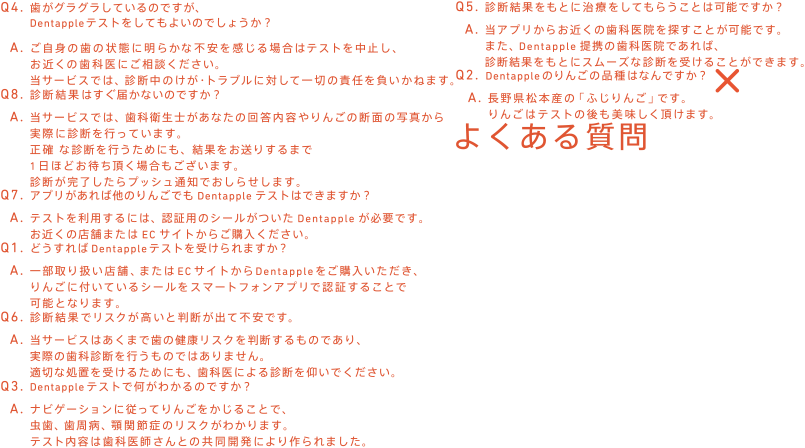 Q4. 歯がグラグラしているのですが、
Dentappleテストをしてもよいのでしょうか？
A. ご自身の歯の状態に明らかな不安を感じる場合はテストを中止し、
お近くの歯科医にご相談ください。
当サービスでは、診断中のけが・トラブルに対して一切の責任を負いかねます。
Q8. 診断結果はすぐ届かないのですか？
A. 当サービスでは、歯科衛生士があなたの回答内容やりんごの断面の写真から
実際に診断を行っています。
正確 な診断を行うためにも、結果をお送りするまで
1日ほどお待ち頂く場合もございます。
診断が完了したらプッシュ通知でおしらせします。
Q7. アプリがあれば他のりんごでも Dentapple テストはできますか？
A. テストを利用するには、認証用のシールがついた Dentapple が必要です。
お近くの店舗または EC サイトからご購入ください。
Q1. どうすればDentappleテストを受けられますか？
A. 一部取り扱い店舗、またはECサイトからDentappleをご購入いただき、
りんごに付いているシールをスマートフォンアプリで認証することで
可能となります。
Q6. 診断結果でリスクが高いと判断が出て不安です。
A. 当サービスはあくまで歯の健康リスクを判断するものであり、
実際の歯科診断を行うものではありません。
適切な処置を受けるためにも、歯科医による診断を仰いでください。
Q3. Dentappleテストで何がわかるのですか？
A. ナビゲーションに従ってりんごをかじることで、
虫歯、歯周病、顎関節症のリスクがわかります。
テスト内容は歯科医師さんとの共同開発により作られました。
Q5. 診断結果をもとに治療をしてもらうことは可能ですか？
A. 当アプリからお近くの歯科医院を探すことが可能です。
また、Dentapple 提携の歯科医院であれば、
診断結果をもとにスムーズな診断を受けることができます。
Q2. Dentappleのりんごの品種はなんですか？
A. 長野県松本産の「ふじりんご」です。
りんごはテストの後も美味しく頂けます。
よくある質問